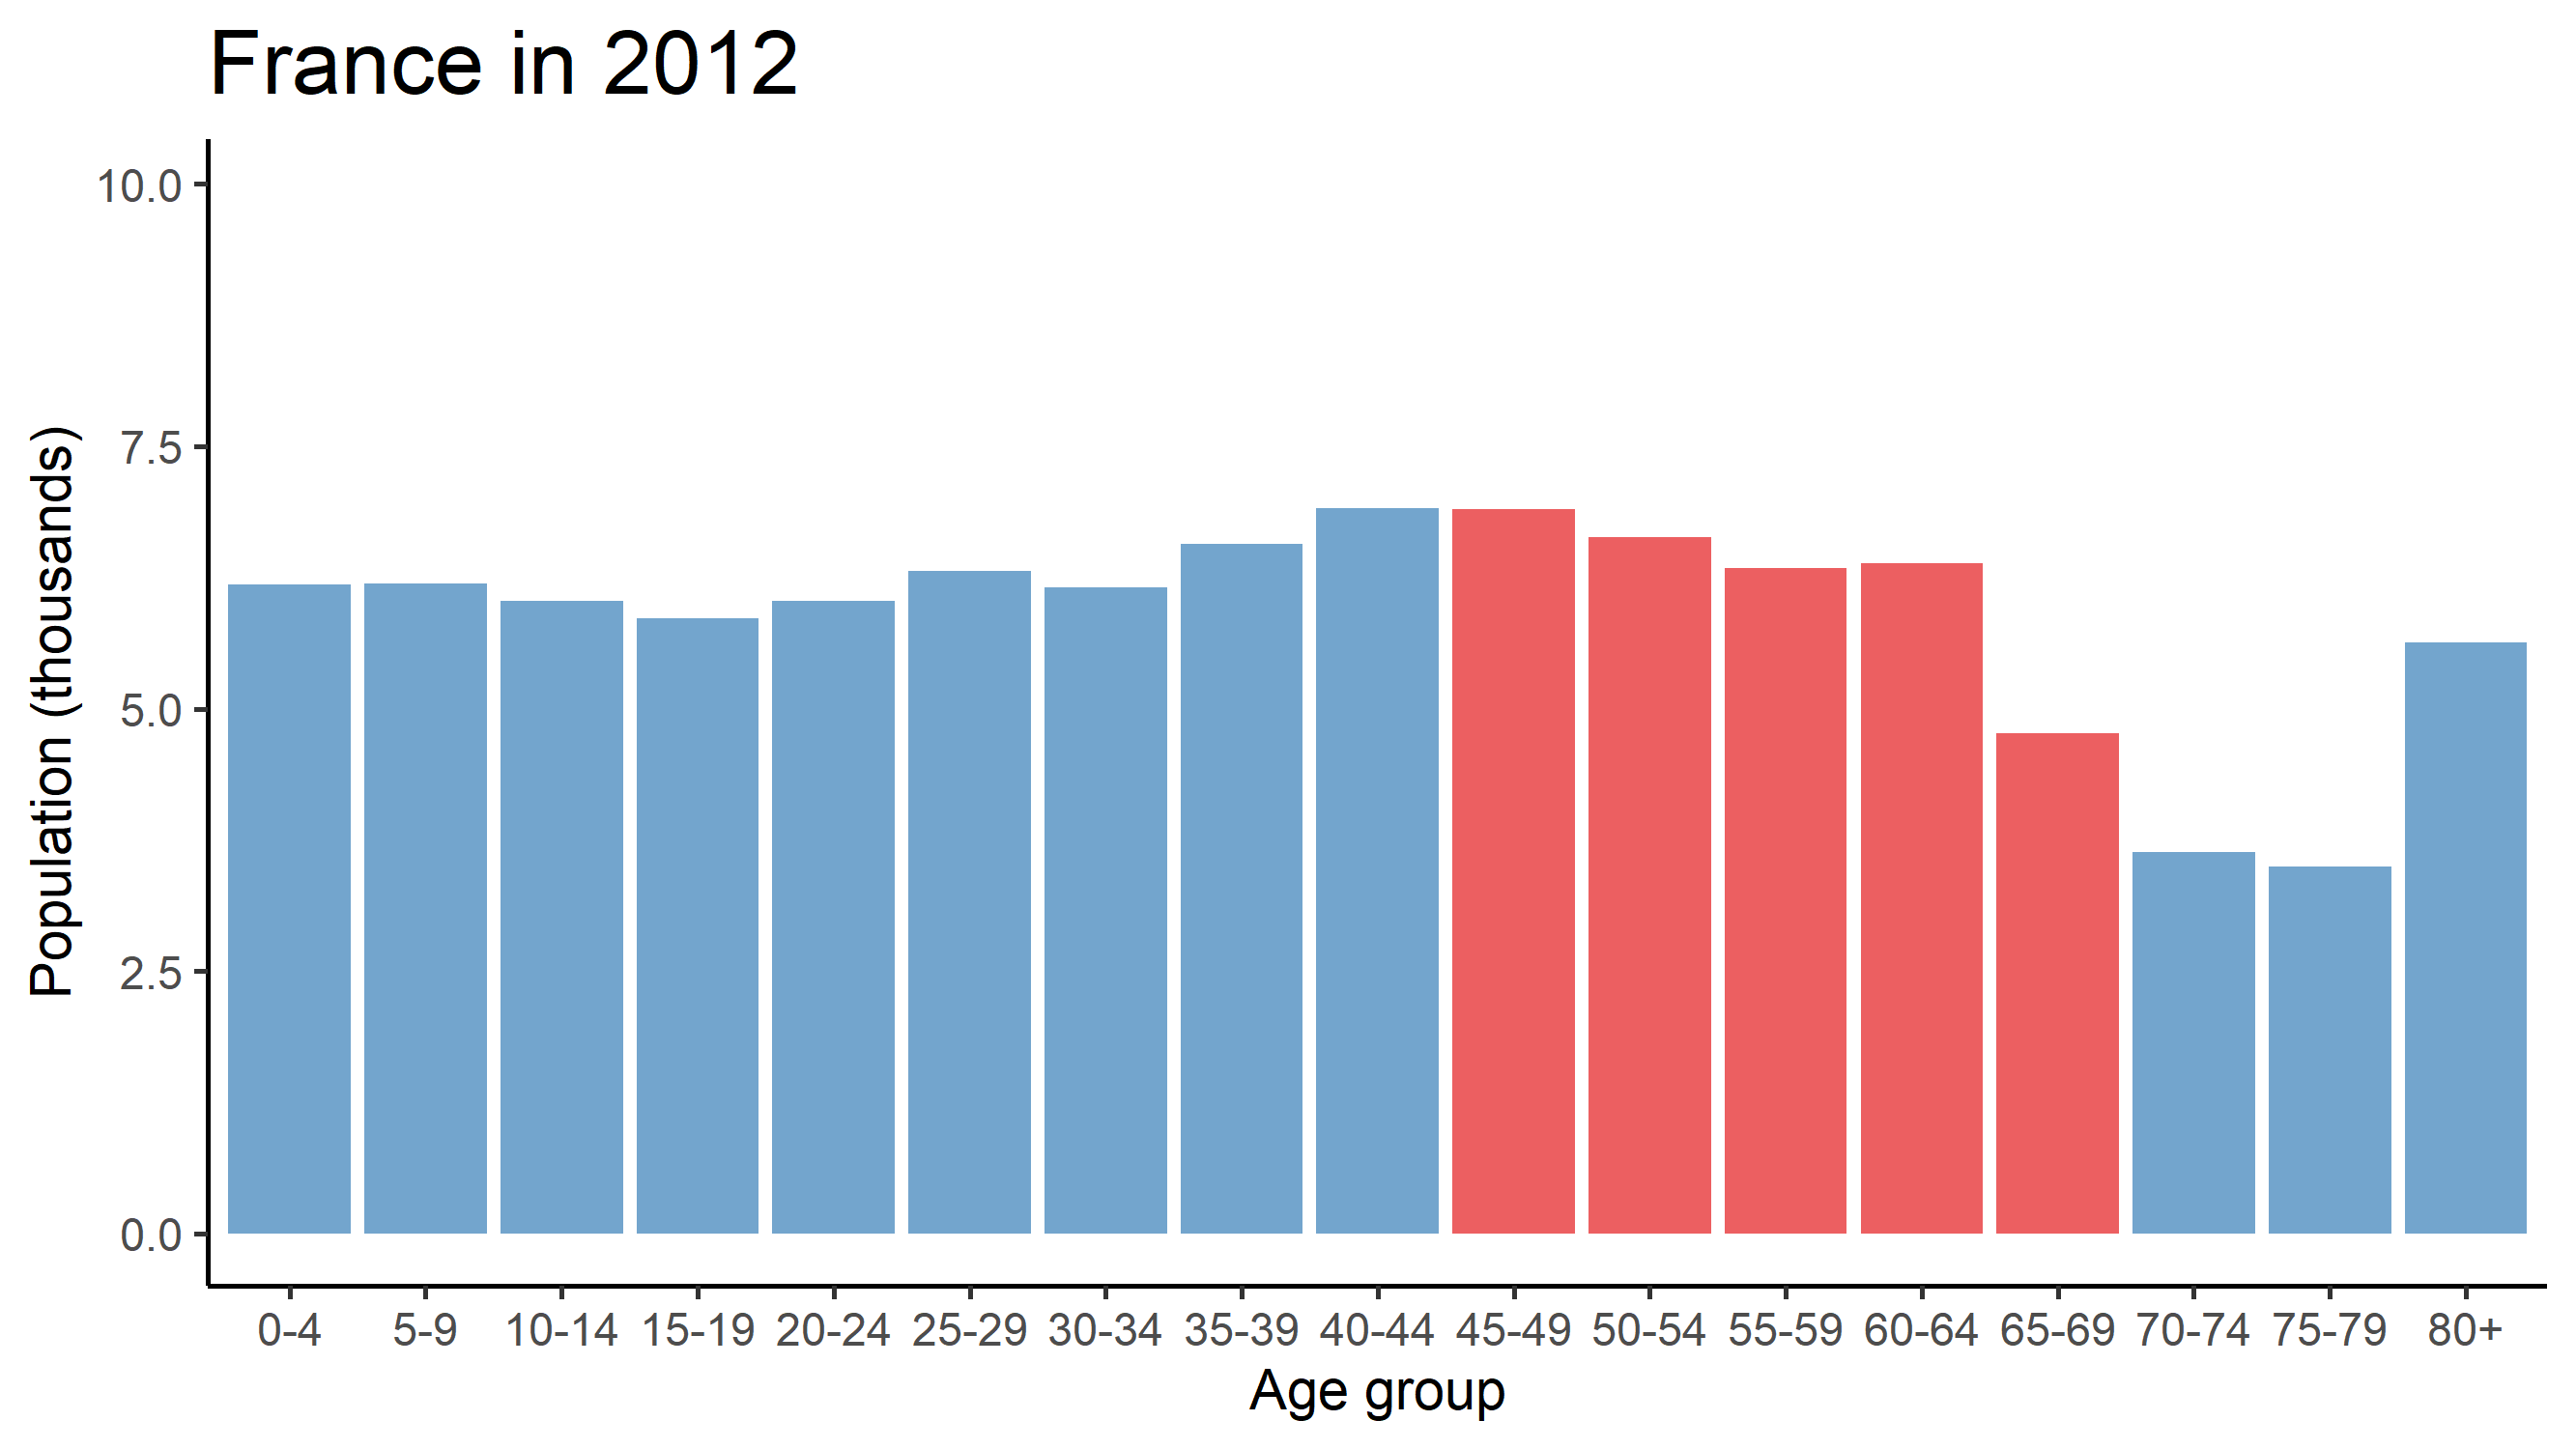 France in 2012
Population (thousands)
10.0
7.5
5.0
2.5
0.0
0-4 5-9 10-14 15-19 20-24 25-29 30-34 35-39 40-44 45-49 50-54 55-59 60-64 65-69 70-74 75-79 80+
Age group